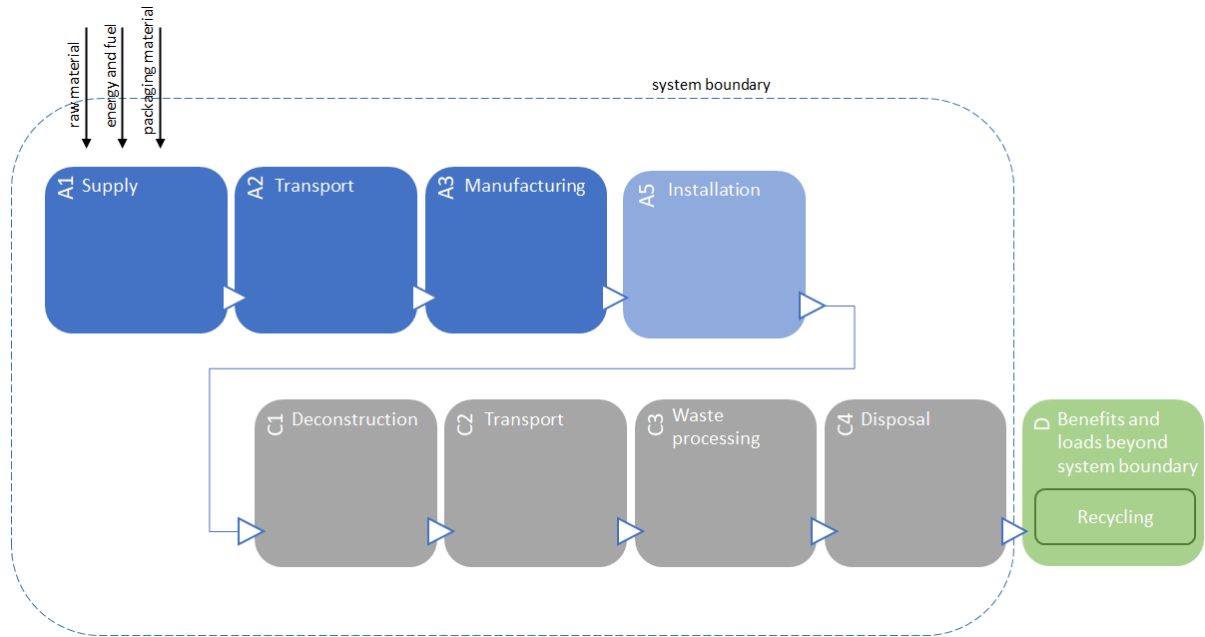 raw material
energy and fuel
packaging material
system boundary
A1 Supply
A2 Transport
A3 Manufacturing
A5 Installation
C1 Deconstruction
C2 Transport
C3 Waste
processing
C4 Disposal
D Benefits and
loads beyond
system boundary
Recycling